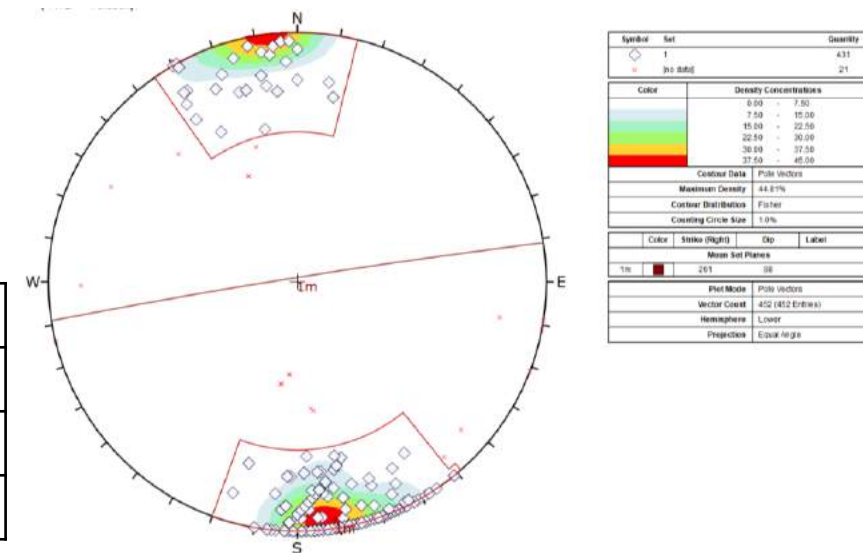 N
W
E
S
1m
1m
Symbol Set Quantity
1 431
[no data] 21
Color Density Concentrations
0.00 - 7.50
7.50 - 15.00
15.00 - 22.50
22.50 - 30.00
30.00 - 37.50
37.50 - 45.00
Contour Data Pole Vectors
Maximum Density 44.81%
Contour Distribution Fisher
Counting Circle Size 1.0%
Color Strike (Right) Dip Label
Mean Set Planes
1m 261 88
Plot Mode Pole Vectors
Vector Count 452 (452 Entries)
Hemisphere Lower
Projection Equal Angle